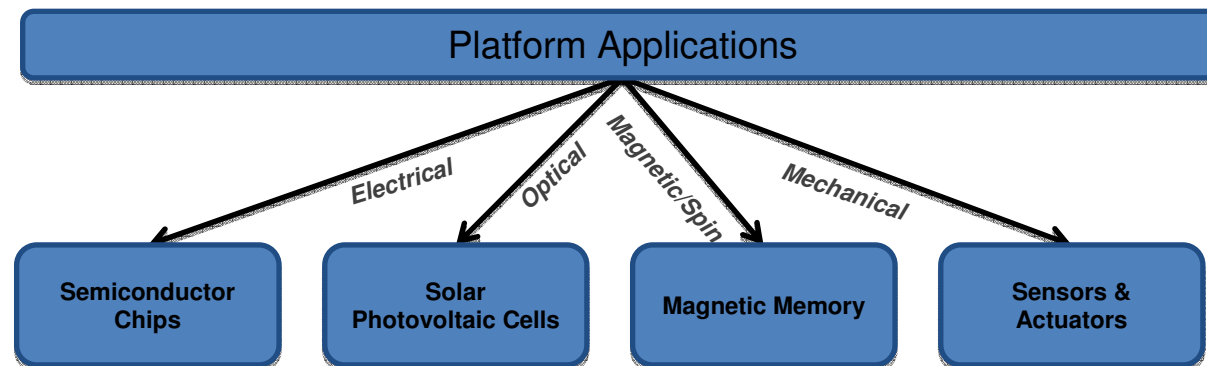 Platform Applications
Electrical
Optical
Magnetic/Spin
Mechanical
Semiconductor
Chips
Solar
Photovoltaic Cells
Magnetic Memory
Sensors &
Actuators